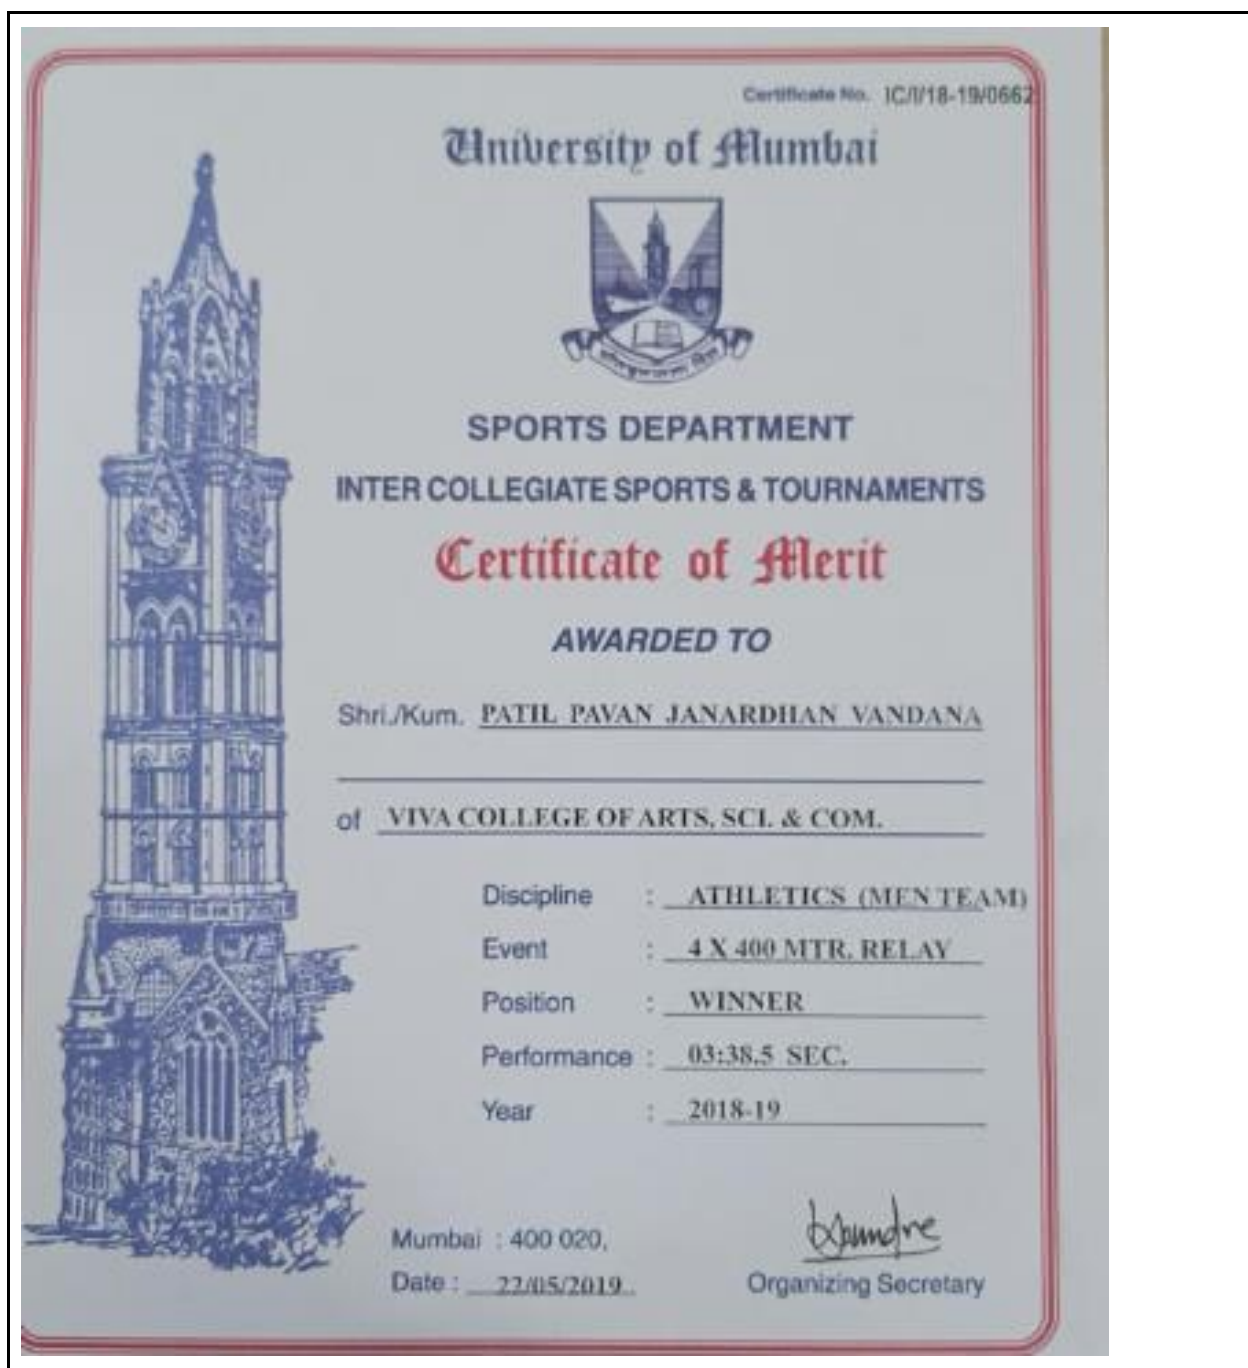 Certificate No. IC/I/18-19/0662
University of Mumbai
SPORTS DEPARTMENT
INTER COLLEGIATE SPORTS & TOURNAMENTS
Certificate of Merit
AWARDED TO
Shri./Kum. PATIL PAVAN JANARDHAN VANDANA
of VIVA COLLEGE OF ARTS, SCI. & COM.
Discipline : ATHLETICS (MEN TEAM)
Event : 4 X 400 MTR. RELAY
Position : WINNER
Performance : 03:38.5 SEC.
Year : 2018-19
Mumbai : 400 020,
Date : 22/05/2019.
Organizing Secretary